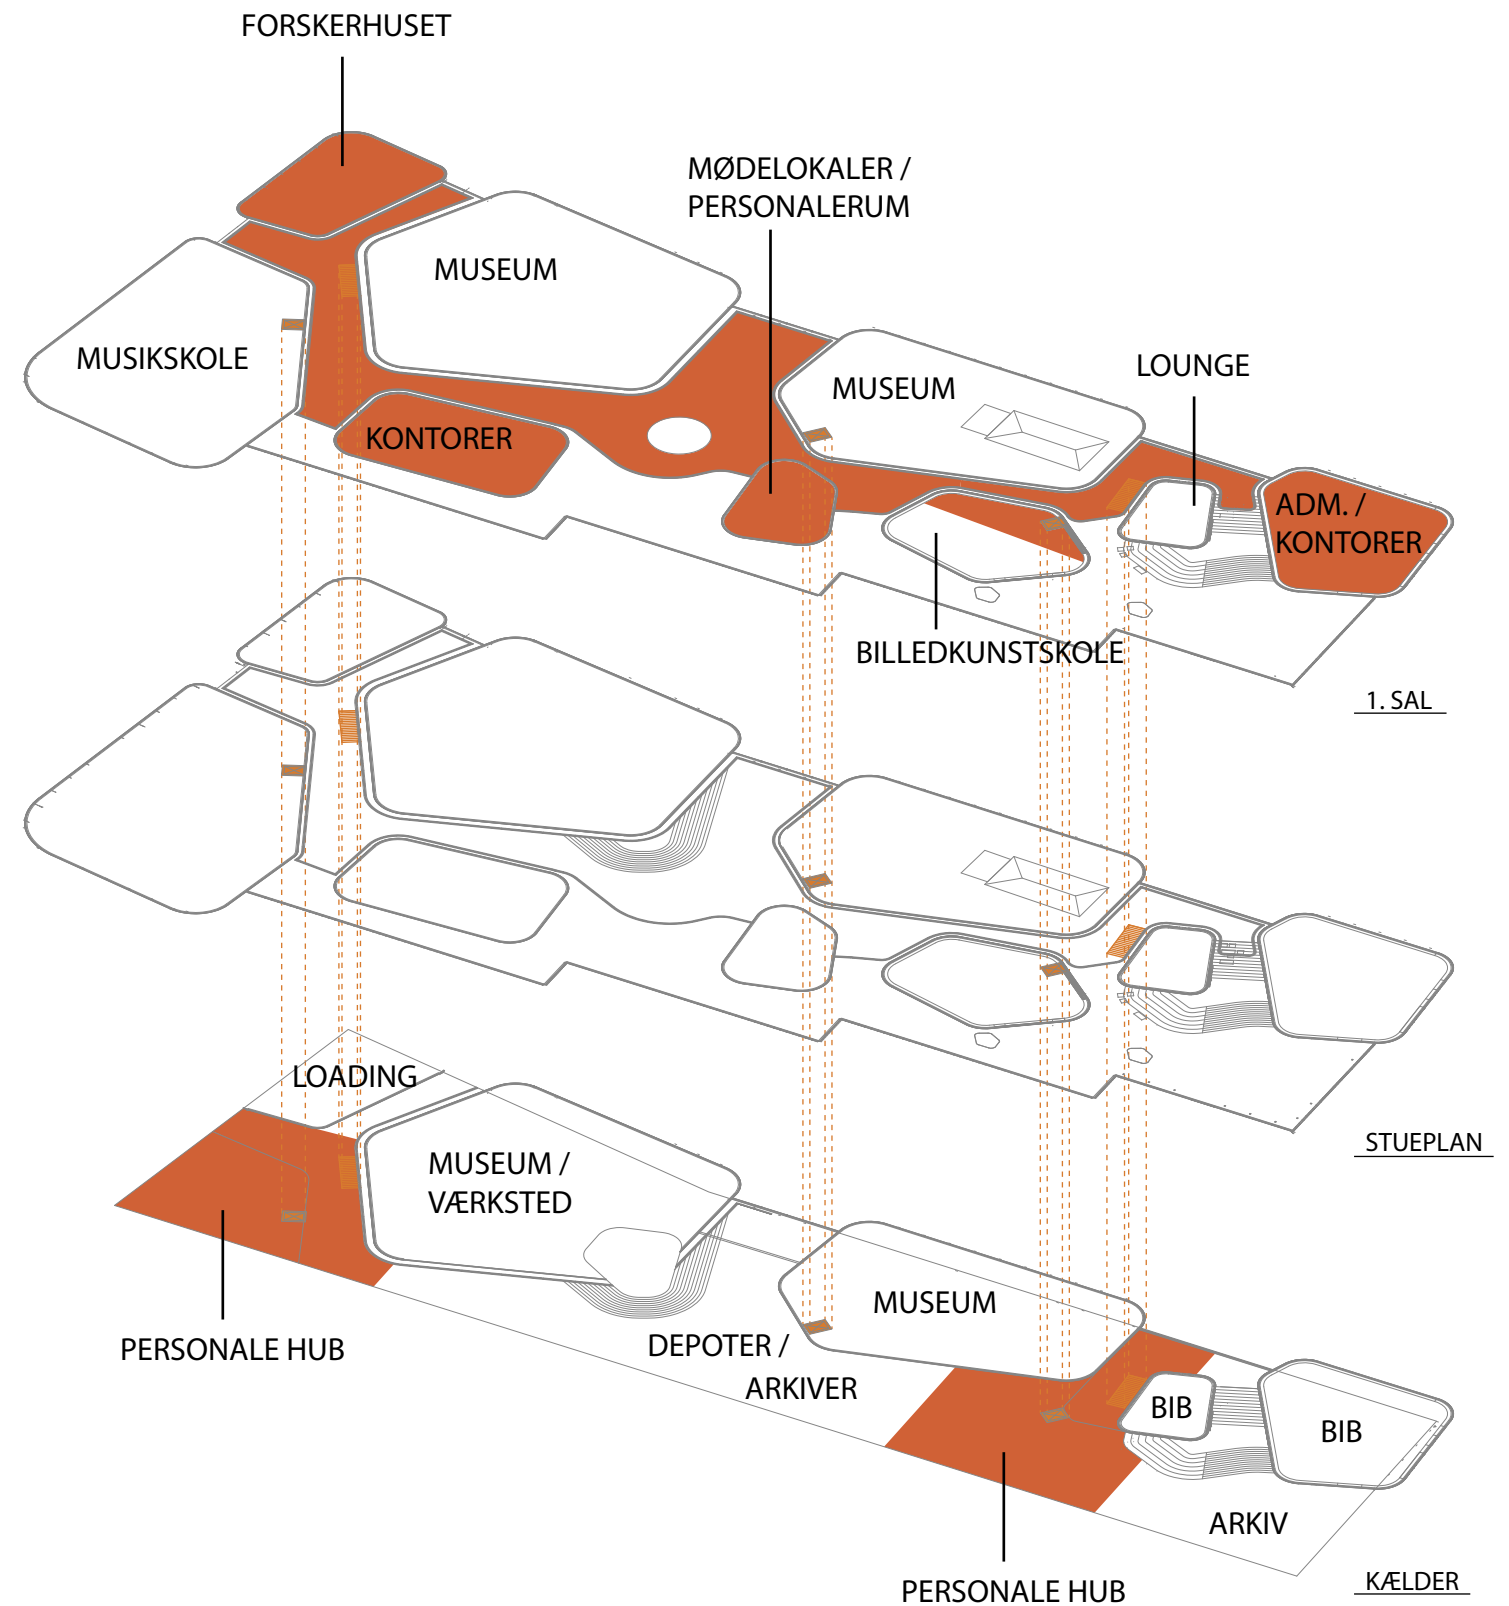 FORSKERHUSET
MØDELOKALER /
PERSONALERUM
MUSEUM
MUSIKSKOLE
MUSEUM
LOUNGE
KONTORER
ADM. /
KONTORER
BILLEDKUNSTSKOLE
1. SAL
STUEPLAN
LOADING
MUSEUM /
VÆRKSTED
MUSEUM
PERSONALE HUB
DEPOTER /
ARKIVER
BIB
BIB
ARKIV
PERSONALE HUB
KÆLDER